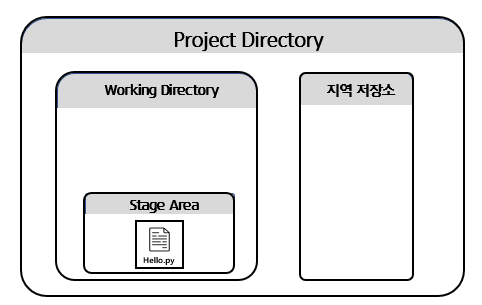 Project Directory
Working Directory
지역 저장소
Stage Area
Hello.py